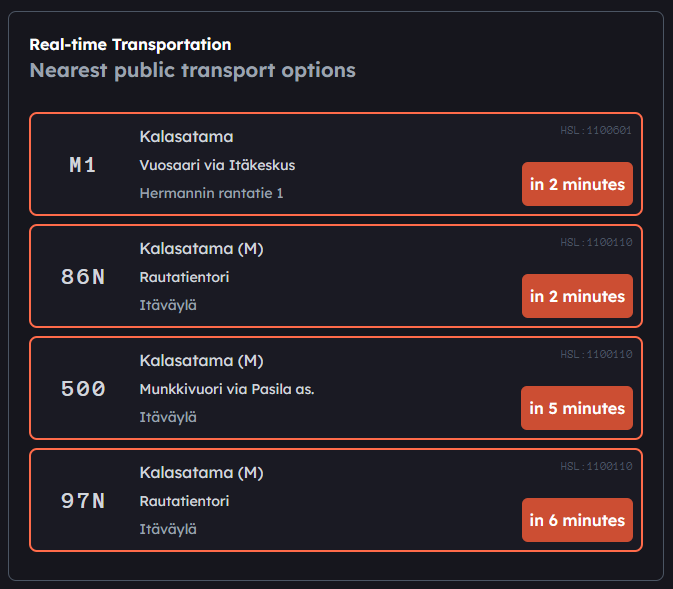 Real-time Transportation
Nearest public transport options
HSL:1100601
Kalasatama
M1
Vuosaari via Itäkeskus
in 2 minutes
Hermannin rantatie 1
HSL:1100110
Kalasatama (M)
86N
Rautatientori
in 2 minutes
Itäväylä
HSL:1100110
Kalasatama (M)
500
Munkkivuori via Pasila as.
in 5 minutes
Itäväylä
HSL:1100110
Kalasatama (M)
97N
Rautatientori
in 6 minutes
Itäväylä